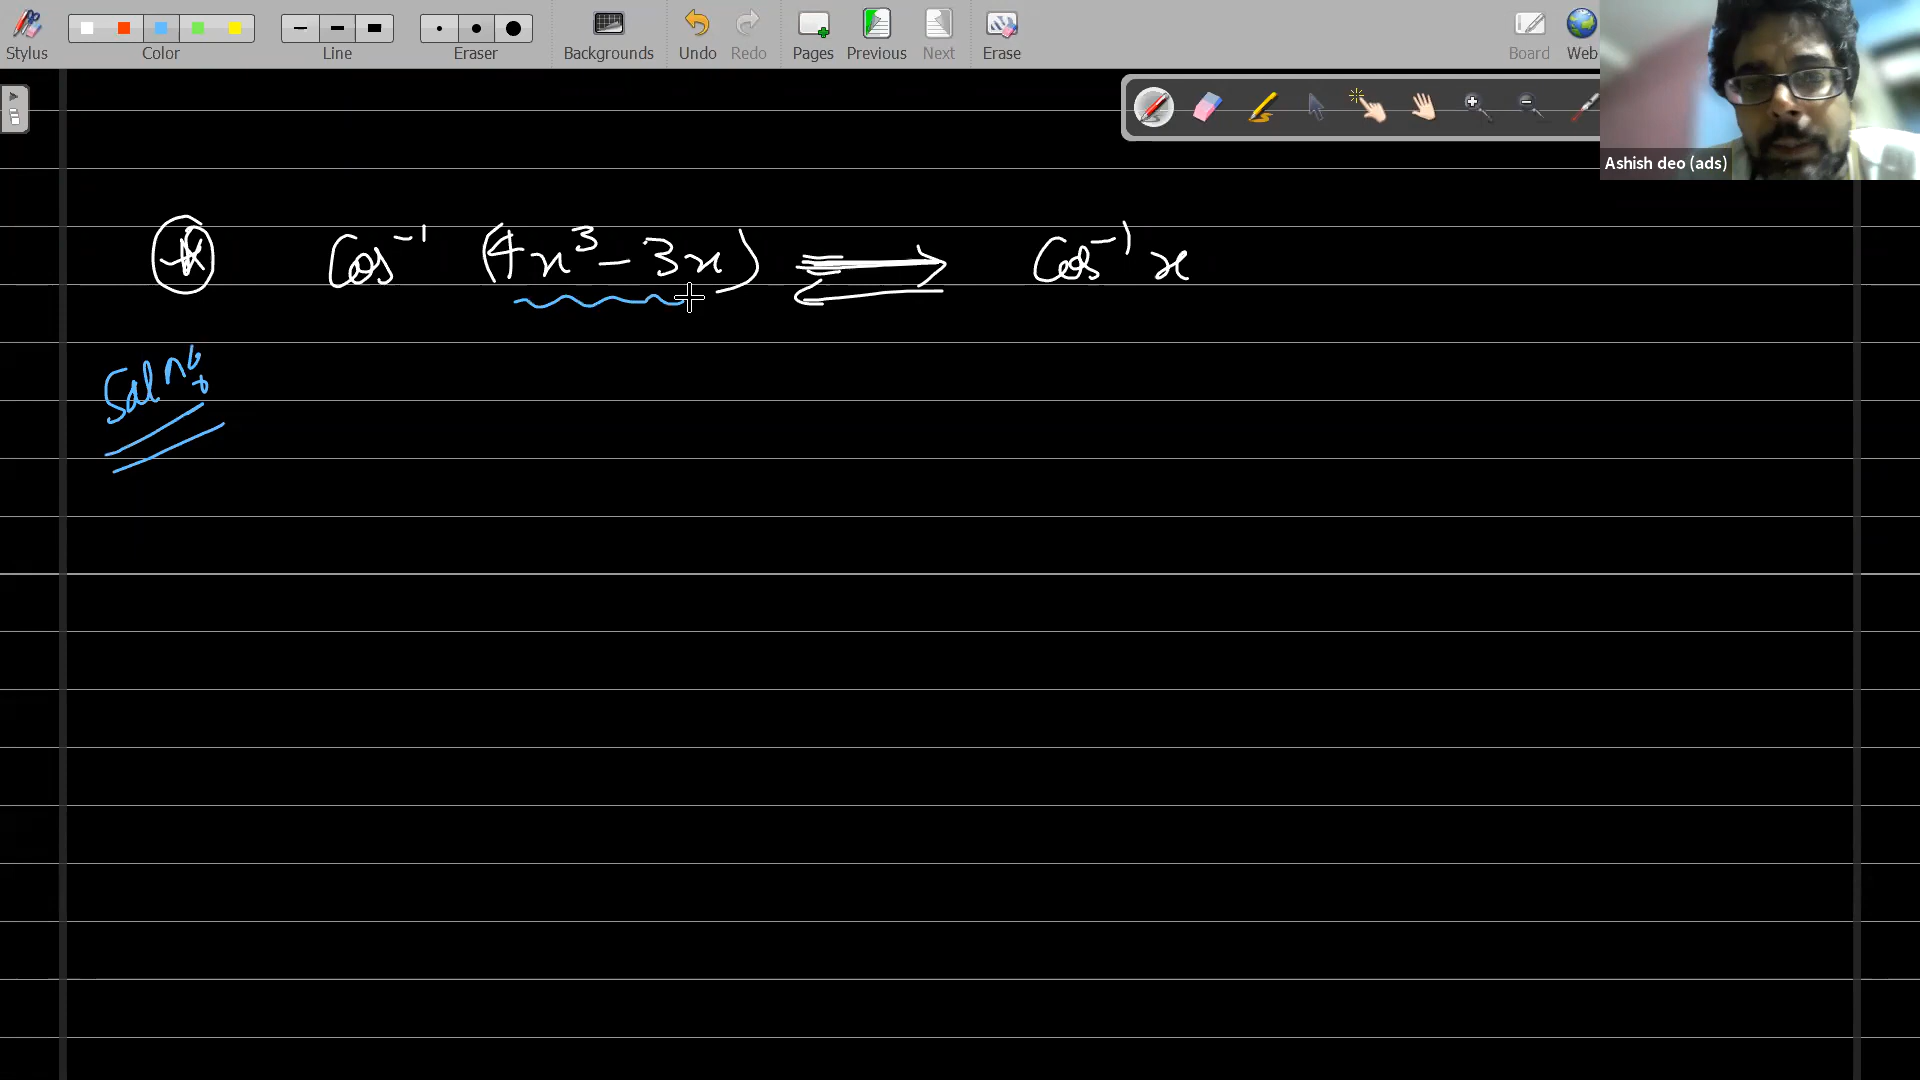 Stylus Color Line Eraser Backgrounds Undo Redo Pages Previous Next Erase Board Web
Ashish deo (ads)
Cos⁻¹ (4x³ – 3x) ⇌ Cos⁻¹ x
Solnᵗ